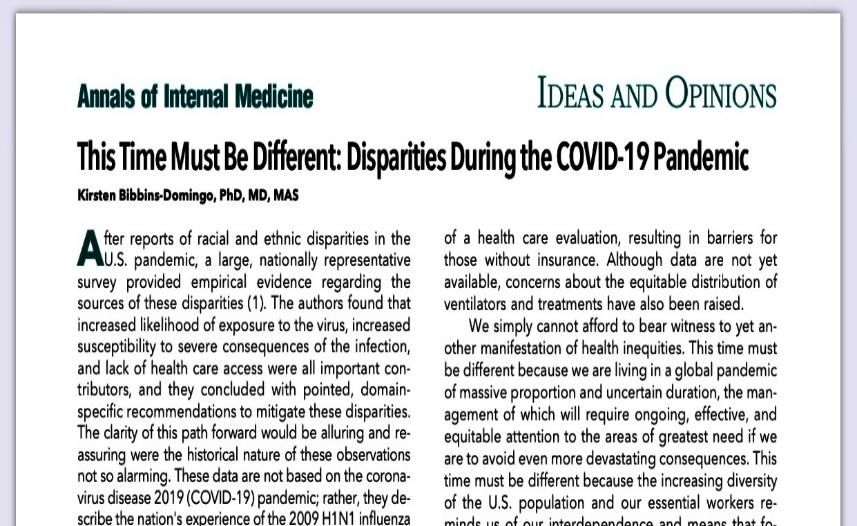 Annals of Internal Medicine
IDEAS AND OPINIONS
This Time Must Be Different: Disparities During the COVID-19 Pandemic
Kirsten Bibbins-Domingo, PhD, MD, MAS
After reports of racial and ethnic disparities in the
U.S. pandemic, a large, nationally representative
survey provided empirical evidence regarding the
sources of these disparities (1). The authors found that
increased likelihood of exposure to the virus, increased
susceptibility to severe consequences of the infection,
and lack of health care access were all important con-
tributors, and they concluded with pointed, domain-
specific recommendations to mitigate these disparities.
The clarity of this path forward would be alluring and re-
assuring were the historical nature of these observations
not so alarming. These data are not based on the corona-
virus disease 2019 (COVID-19) pandemic; rather, they de-
scribe the nation's experience of the 2009 H1N1 influenza
of a health care evaluation, resulting in barriers for
those without insurance. Although data are not yet
available, concerns about the equitable distribution of
ventilators and treatments have also been raised.
We simply cannot afford to bear witness to yet an-
other manifestation of health inequities. This time must
be different because we are living in a global pandemic
of massive proportion and uncertain duration, the man-
agement of which will require ongoing, effective, and
equitable attention to the areas of greatest need if we
are to avoid even more devastating consequences. This
time must be different because the increasing diversity
of the U.S. population and our essential workers re-
minds us of our interdependence and means that fo-